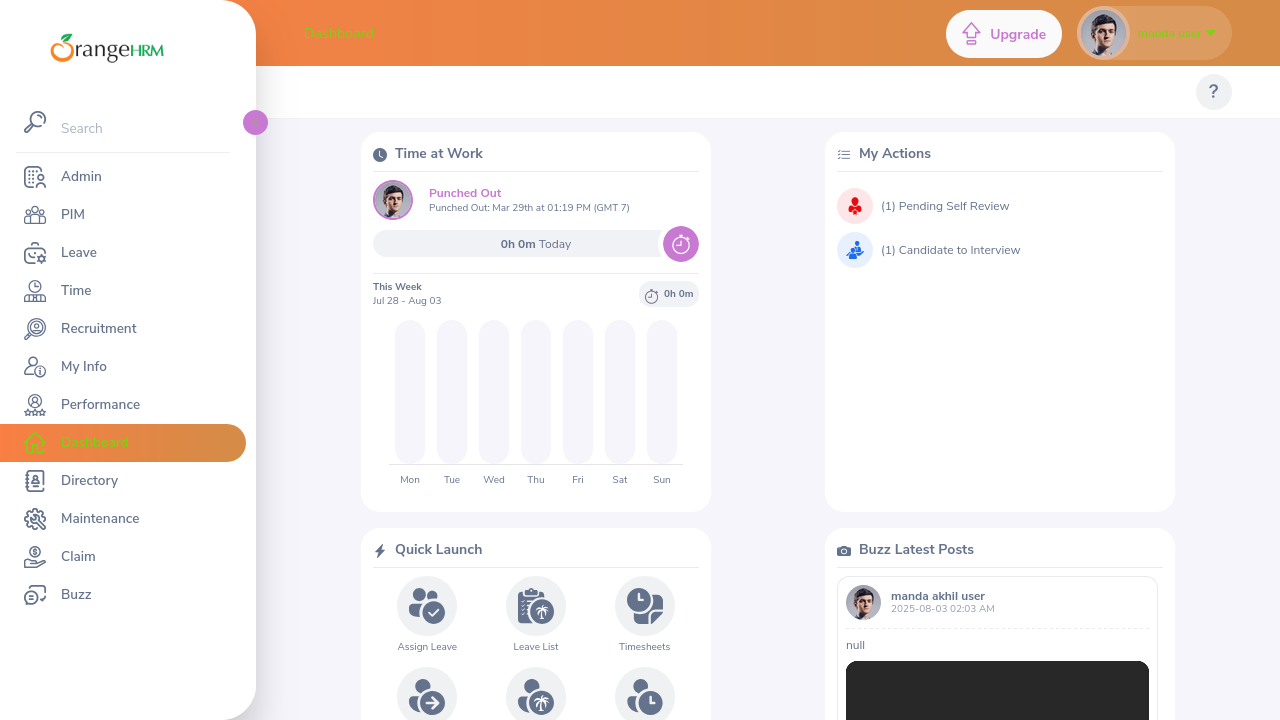 OrangeHRM
Search
Admin
PIM
Leave
Time
Recruitment
My Info
Performance
Dashboard
Directory
Maintenance
Claim
Buzz
Dashboard
Upgrade
manda user
?
Time at Work
Punched Out
Punched Out: Mar 29th at 01:19 PM (GMT 7)
0h 0m Today
This Week
Jul 28 - Aug 03
0h 0m
Mon Tue Wed Thu Fri Sat Sun
My Actions
(1) Pending Self Review
(1) Candidate to Interview
Quick Launch
Assign Leave
Leave List
Timesheets
Buzz Latest Posts
manda akhil user
2025-08-03 02:03 AM
null